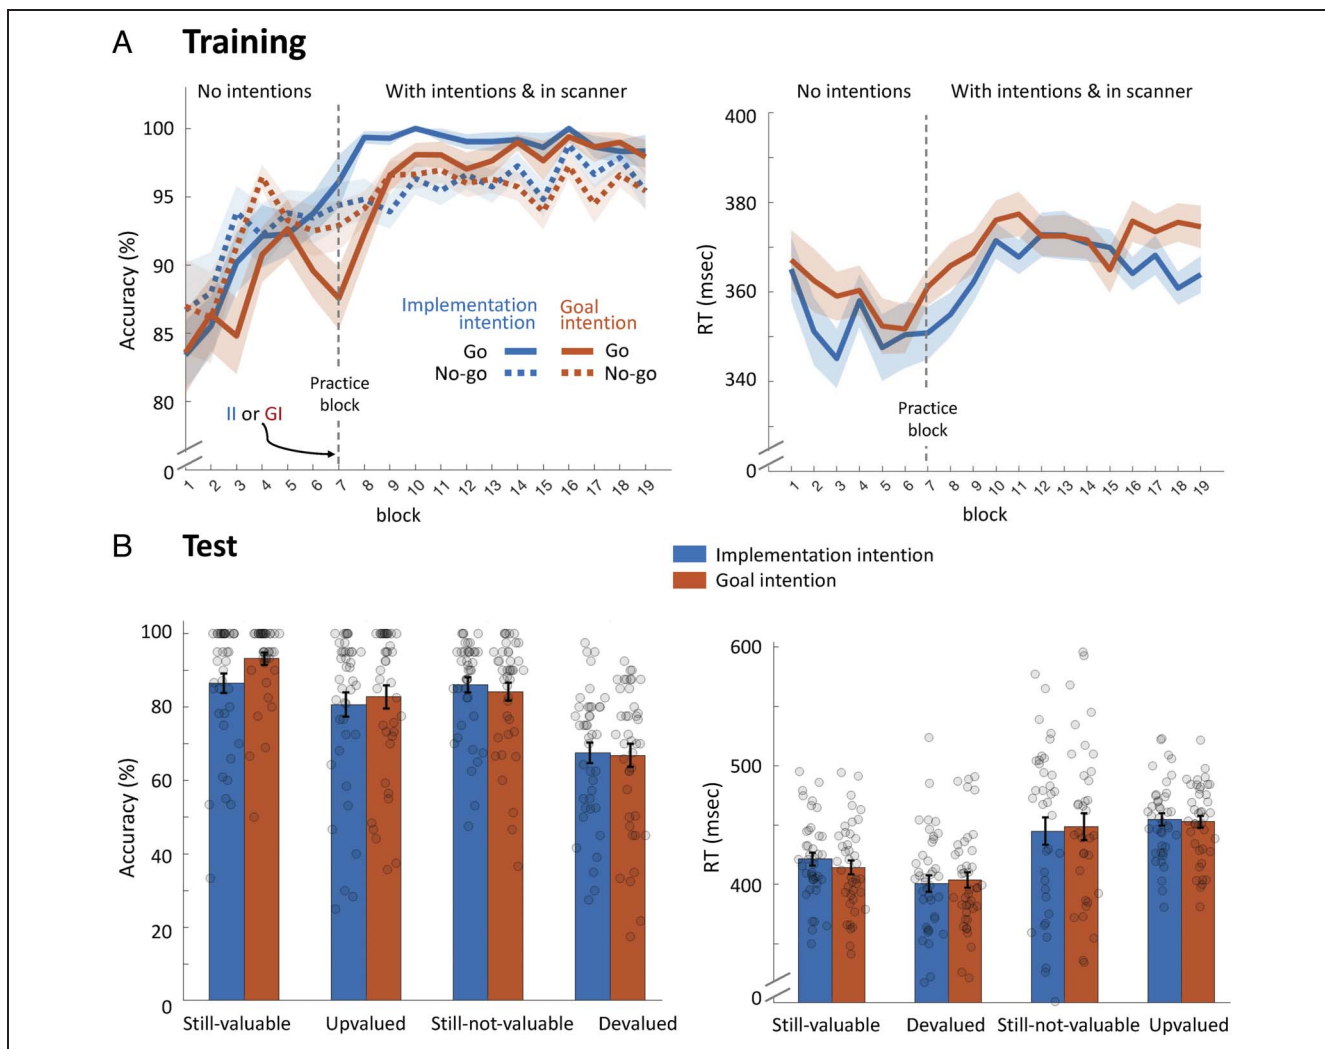 A Training
No intentions
With intentions & in scanner
Accuracy (%)
100
95
90
85
80
0
Implementation intention
Goal intention
Go
Go
No-go
No-go
Practice
block
II or GI
1 2 3 4 5 6 7 8 9 10 11 12 13 14 15 16 17 18 19
block
No intentions
With intentions & in scanner
RT (msec)
400
380
360
340
0
Practice
block
1 2 3 4 5 6 7 8 9 10 11 12 13 14 15 16 17 18 19
block
B Test
Implementation intention
Goal intention
Accuracy (%)
100
80
60
40
20
0
Still-valuable Upvalued Still-not-valuable Devalued
RT (msec)
600
500
400
0
Still-valuable Devalued Still-not-valuable Upvalued